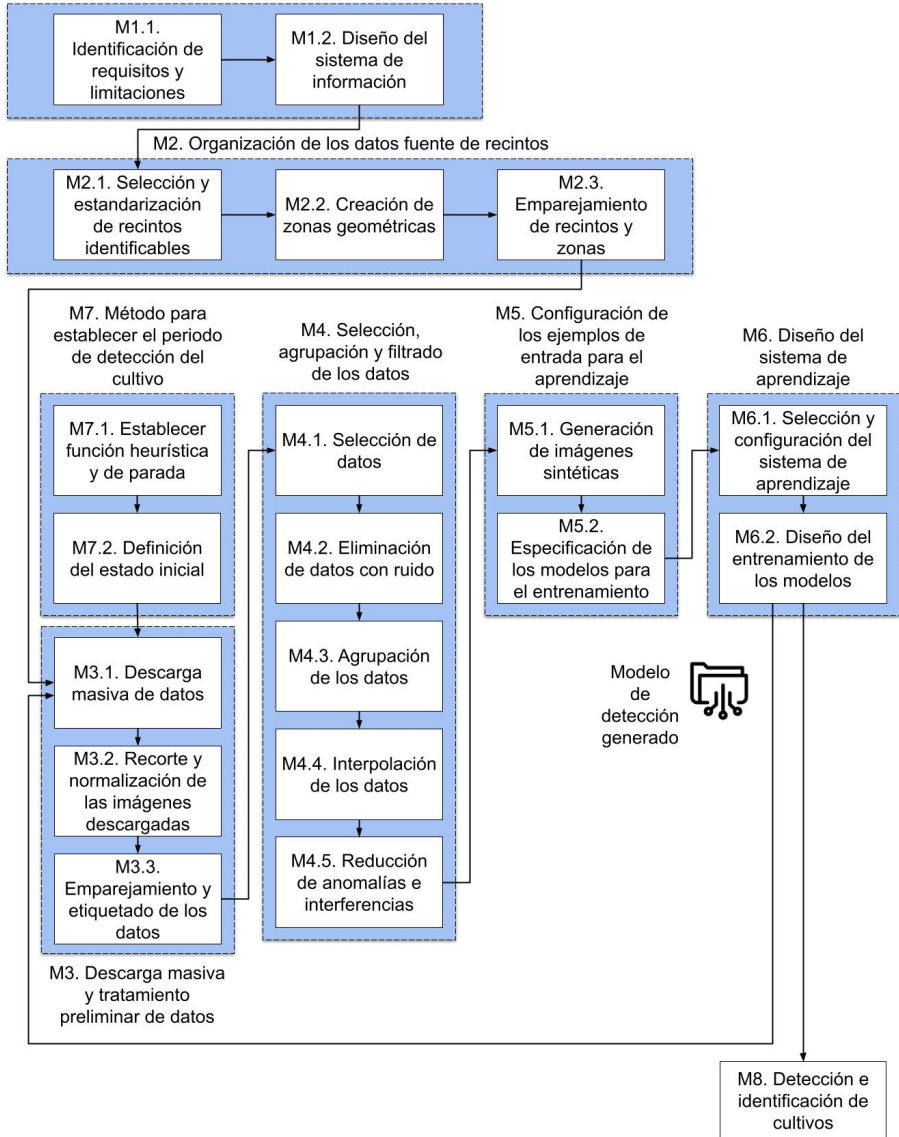 M1.1.
Identificación de
requisitos y
limitaciones
M1.2. Diseño del
sistema de
información
M2. Organización de los datos fuente de recintos
M2.1. Selección y
estandarización
de recintos
identificables
M2.2. Creación de
zonas geométricas
M2.3.
Emparejamiento
de recintos y
zonas
M7. Método para
establecer el periodo
de detección del
cultivo
M7.1. Establecer
función heurística
y de parada
M7.2. Definición
del estado inicial
M3.1. Descarga
masiva de datos
M3.2. Recorte y
normalización de
las imágenes
descargadas
M3.3.
Emparejamiento y
etiquetado de los
datos
M3. Descarga masiva
y tratamiento
preliminar de datos
M4. Selección,
agrupación y filtrado
de los datos
M4.1. Selección de
datos
M4.2. Eliminación
de datos con ruido
M4.3. Agrupación
de los datos
M4.4. Interpolación
de los datos
M4.5. Reducción
de anomalías e
interferencias
M5. Configuración de
los ejemplos de
entrada para el
aprendizaje
M5.1. Generación
de imágenes
sintéticas
M5.2.
Especificación de
los modelos para
el entrenamiento
M6. Diseño del
sistema de
aprendizaje
M6.1. Selección y
configuración del
sistema de
aprendizaje
M6.2. Diseño del
entrenamiento de
los modelos
Modelo
de
detección
generado
M8. Detección e
identificación de
cultivos